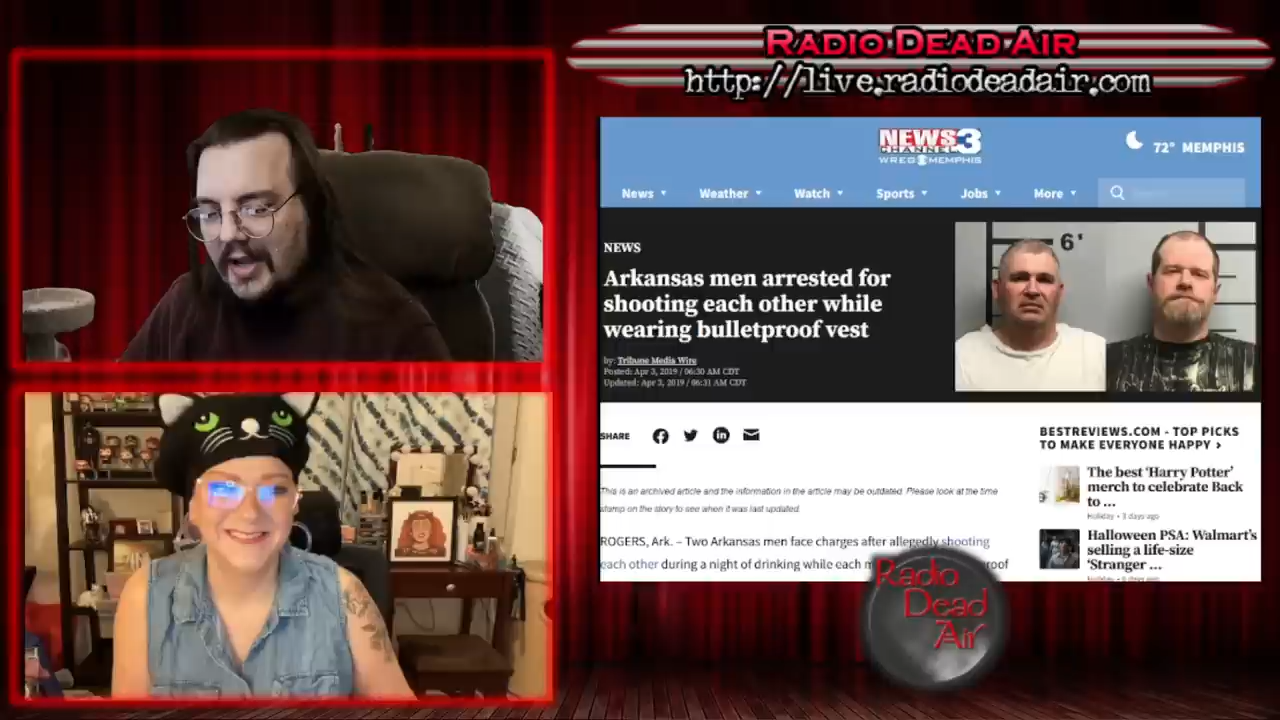 Radio Dead Air
http://live.radiodeadair.com
NEWS
CHANNEL 3
WREG MEMPHIS
72° MEMPHIS
News
Weather
Watch
Sports
Jobs
More
6'
NEWS
Arkansas men arrested for
shooting each other while
wearing bulletproof vest
by: Tribune Media Wire
Posted: Apr 3, 2019 / 06:30 AM CDT
Updated: Apr 3, 2019 / 06:31 AM CDT
SHARE
This is an archived article and the information in the article may be outdated. Please look at the time
stamp on the story to see when it was last updated.
ROGERS, Ark. – Two Arkansas men face charges after allegedly shooting
each other during a night of drinking while each
BESTREVIEWS.COM - TOP PICKS
TO MAKE EVERYONE HAPPY ›
The best ‘Harry Potter’
merch to celebrate Back
to ...
Holiday • 3 days ago
Halloween PSA: Walmart’s
selling a life-size
‘Stranger ...
Radio
Dead
Air